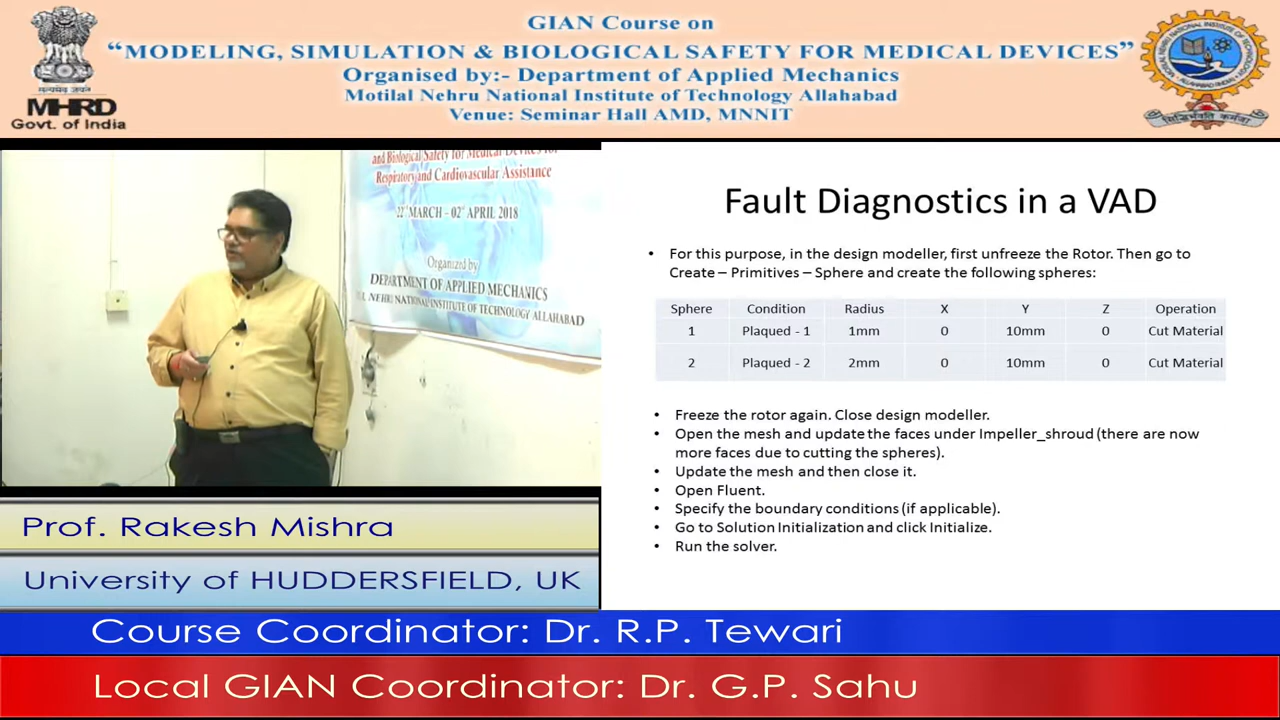 GIAN Course on
“MODELING, SIMULATION & BIOLOGICAL SAFETY FOR MEDICAL DEVICES”
Organised by:- Department of Applied Mechanics
Motilal Nehru National Institute of Technology Allahabad
Venue: Seminar Hall AMD, MNNIT
सत्यमेव जयते
MHRD
Govt. of India
and Biological Safety for Medical Devices for
Respiratory and Cardiovascular Assistance
22nd MARCH - 02nd APRIL 2018
Organized by
DEPARTMENT OF APPLIED MECHANICS
NEHRU NATIONAL INSTITUTE OF TECHNOLOGY ALLAHABAD
Fault Diagnostics in a VAD
• For this purpose, in the design modeller, first unfreeze the Rotor. Then go to
Create – Primitives – Sphere and create the following spheres:
Sphere Condition Radius X Y Z Operation
1 Plaqued - 1 1mm 0 10mm 0 Cut Material
2 Plaqued - 2 2mm 0 10mm 0 Cut Material
• Freeze the rotor again. Close design modeller.
• Open the mesh and update the faces under Impeller_shroud (there are now
more faces due to cutting the spheres).
• Update the mesh and then close it.
• Open Fluent.
• Specify the boundary conditions (if applicable).
• Go to Solution Initialization and click Initialize.
• Run the solver.
Prof. Rakesh Mishra
University of HUDDERSFIELD, UK
Course Coordinator: Dr. R.P. Tewari
Local GIAN Coordinator: Dr. G.P. Sahu